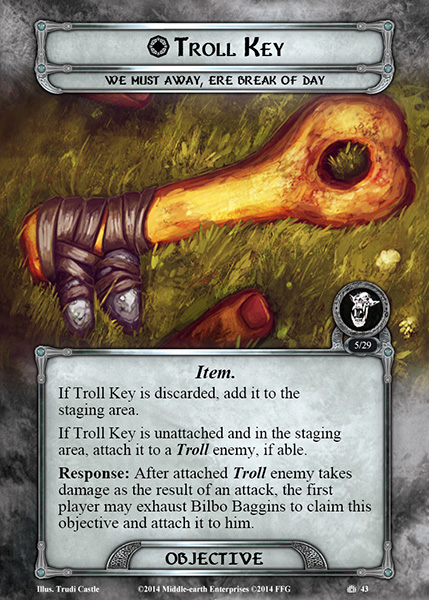 Troll Key
We Must Away, Ere Break of Day
5/29
Item.
If Troll Key is discarded, add it to the
staging area.
If Troll Key is unattached and in the staging
area, attach it to a Troll enemy, if able.
Response: After attached Troll enemy takes
damage as the result of an attack, the first
player may exhaust Bilbo Baggins to claim this
objective and attach it to him.
Objective
Illus. Trudi Castle ©2014 Middle-earth Enterprises ©2014 FFG 43